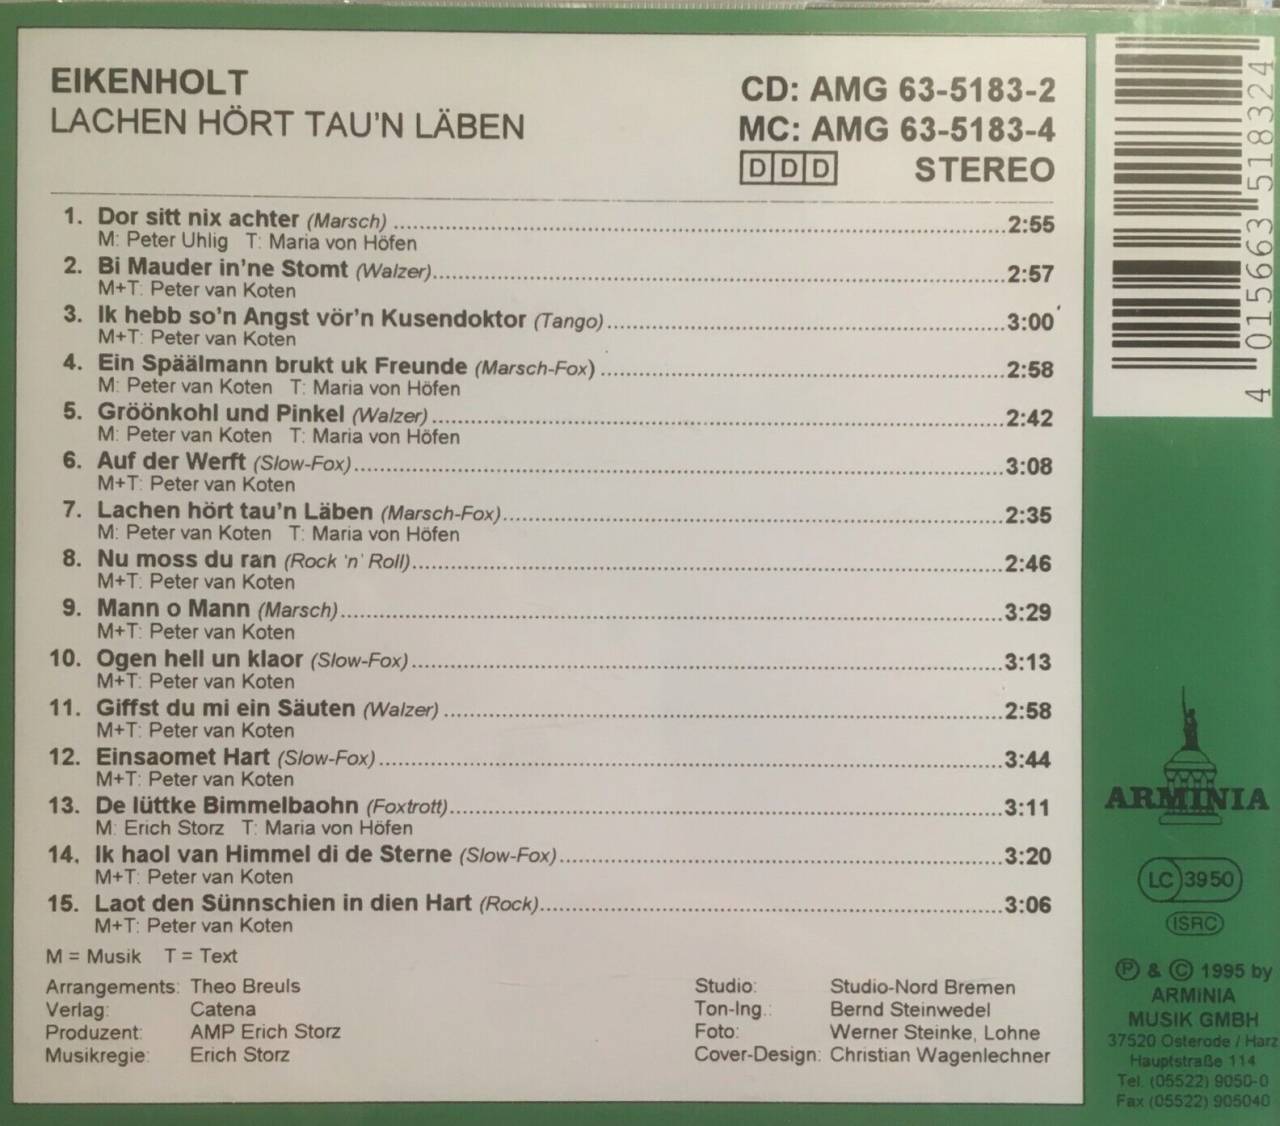 EIKENHOLT
LACHEN HÖRT TAU'N LÄBEN
CD: AMG 63-5183-2
MC: AMG 63-5183-4
DDD STEREO
1. Dor sitt nix achter (Marsch) 2:55
M: Peter Uhlig T: Maria von Höfen
2. Bi Mauder in'ne Stomt (Walzer) 2:57
M+T: Peter van Koten
3. Ik hebb so'n Angst vör'n Kusendoktor (Tango) 3:00
M+T: Peter van Koten
4. Ein Späälmann brukt uk Freunde (Marsch-Fox) 2:58
M: Peter van Koten T: Maria von Höfen
5. Gröönkohl und Pinkel (Walzer) 2:42
M: Peter van Koten T: Maria von Höfen
6. Auf der Werft (Slow-Fox) 3:08
M+T: Peter van Koten
7. Lachen hört tau'n Läben (Marsch-Fox) 2:35
M: Peter van Koten T: Maria von Höfen
8. Nu moss du ran (Rock 'n' Roll) 2:46
M+T: Peter van Koten
9. Mann o Mann (Marsch) 3:29
M+T: Peter van Koten
10. Ogen hell un klaor (Slow-Fox) 3:13
M+T: Peter van Koten
11. Giffst du mi ein Säuten (Walzer) 2:58
M+T: Peter van Koten
12. Einsaomet Hart (Slow-Fox) 3:44
M+T: Peter van Koten
13. De lüttke Bimmelbaohn (Foxtrott) 3:11
M: Erich Storz T: Maria von Höfen
14. Ik haol van Himmel di de Sterne (Slow-Fox) 3:20
M+T: Peter van Koten
15. Laot den Sünnschien in dien Hart (Rock) 3:06
M+T: Peter van Koten
M = Musik T = Text
Arrangements: Theo Breuls
Verlag: Catena
Produzent: AMP Erich Storz
Musikregie: Erich Storz
Studio: Studio-Nord Bremen
Ton-Ing.: Bernd Steinwedel
Foto: Werner Steinke, Lohne
Cover-Design: Christian Wagenlechner
4 015663 518324
ARMINIA
LC 3950
ISRC
Ⓟ & © 1995 by
ARMINIA
MUSIK GMBH
37520 Osterode / Harz
Hauptstraße 114
Tel. (05522) 9050-0
Fax (05522) 905040